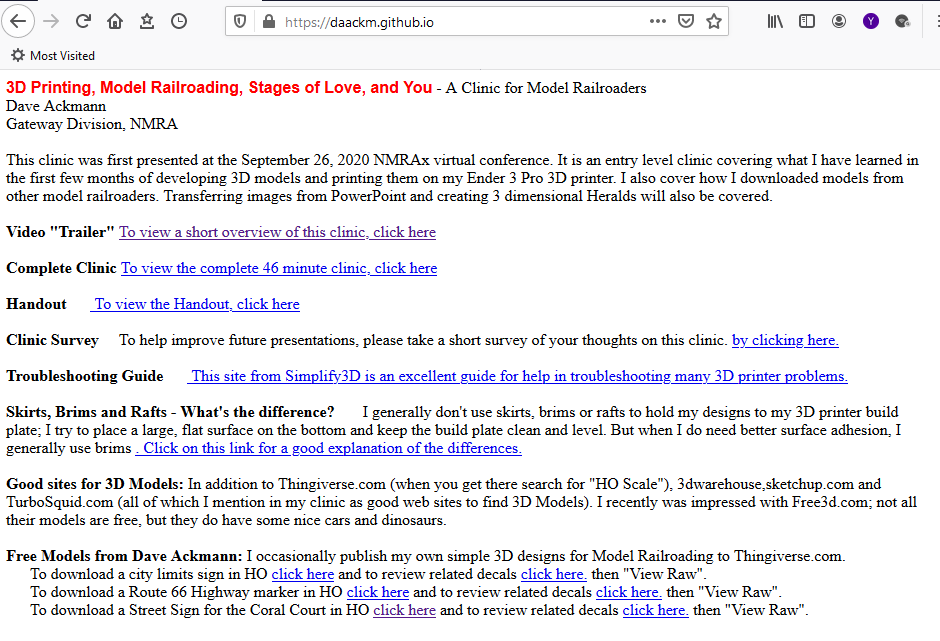 https://daackm.github.io
Y
Most Visited
3D Printing, Model Railroading, Stages of Love, and You - A Clinic for Model Railroaders
Dave Ackmann
Gateway Division, NMRA
This clinic was first presented at the September 26, 2020 NMRAx virtual conference. It is an entry level clinic covering what I have learned in
the first few months of developing 3D models and printing them on my Ender 3 Pro 3D printer. I also cover how I downloaded models from
other model railroaders. Transferring images from PowerPoint and creating 3 dimensional Heralds will also be covered.
Video "Trailer" To view a short overview of this clinic, click here
Complete Clinic To view the complete 46 minute clinic, click here
Handout To view the Handout, click here
Clinic Survey To help improve future presentations, please take a short survey of your thoughts on this clinic. by clicking here.
Troubleshooting Guide This site from Simplify3D is an excellent guide for help in troubleshooting many 3D printer problems.
Skirts, Brims and Rafts - What's the difference? I generally don't use skirts, brims or rafts to hold my designs to my 3D printer build
plate; I try to place a large, flat surface on the bottom and keep the build plate clean and level. But when I do need better surface adhesion, I
generally use brims . Click on this link for a good explanation of the differences.
Good sites for 3D Models: In addition to Thingiverse.com (when you get there search for "HO Scale"), 3dwarehouse,sketchup.com and
TurboSquid.com (all of which I mention in my clinic as good web sites to find 3D Models). I recently was impressed with Free3d.com; not all
their models are free, but they do have some nice cars and dinosaurs.
Free Models from Dave Ackmann: I occasionally publish my own simple 3D designs for Model Railroading to Thingiverse.com.
To download a city limits sign in HO click here and to review related decals click here. then "View Raw".
To download a Route 66 Highway marker in HO click here and to review related decals click here. then "View Raw".
To download a Street Sign for the Coral Court in HO click here and to review related decals click here. then "View Raw".